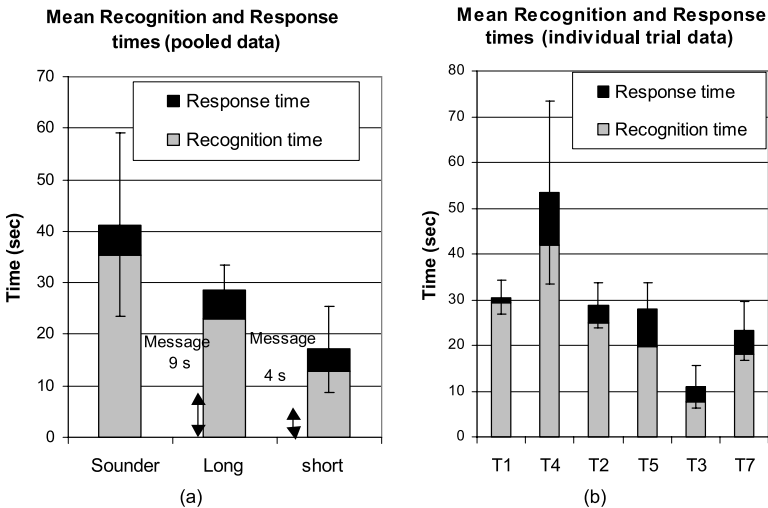 Mean Recognition and Response
times (pooled data)
70
60
50
40
30
20
10
0
Time (sec)
Response time
Recognition time
Message
9 s
Message
4 s
Sounder
Long
short
(a)
Mean Recognition and Response
times (individual trial data)
80
70
60
50
40
30
20
10
0
Time (sec)
Response time
Recognition time
T1
T4
T2
T5
T3
T7
(b)